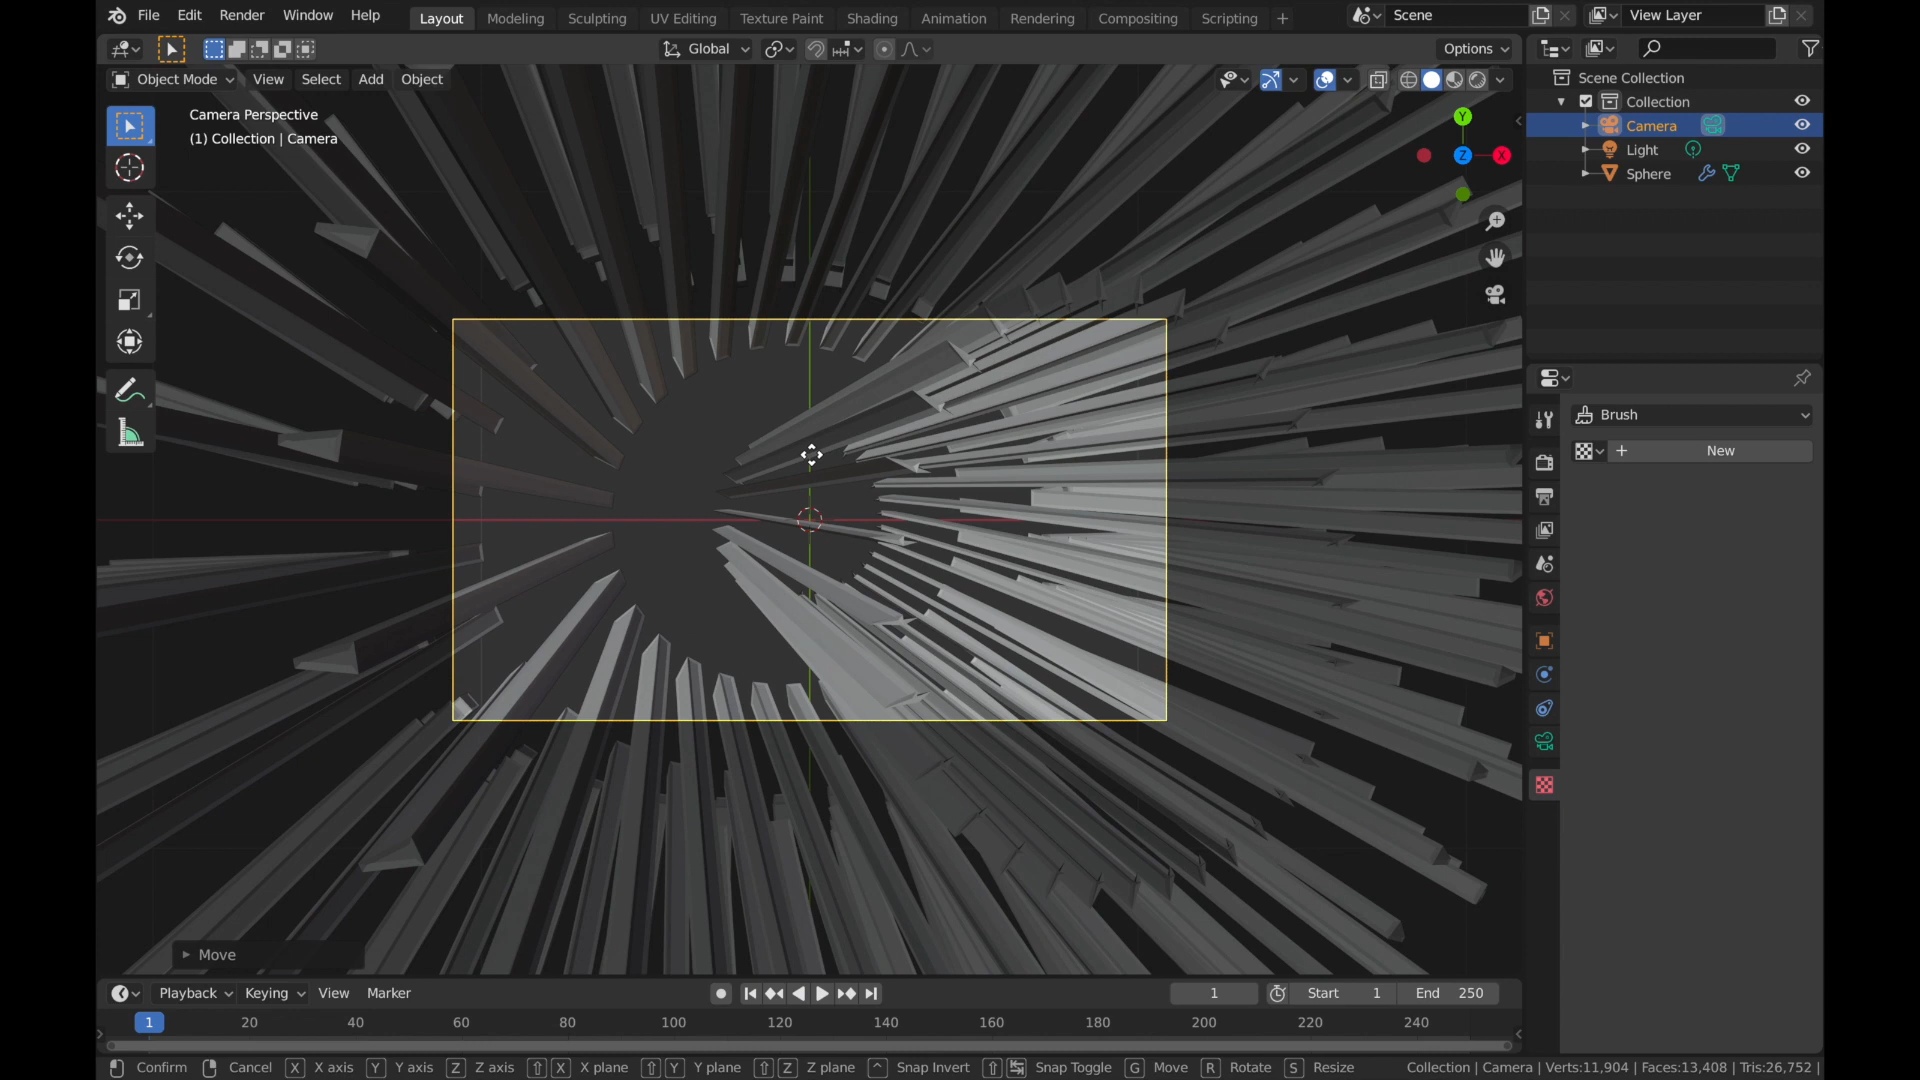 File Edit Render Window Help Layout Modeling Sculpting UV Editing Texture Paint Shading Animation Rendering Compositing Scripting + Scene View Layer
Global Options
Object Mode View Select Add Object
Scene Collection
Collection
Camera
Light
Sphere
Camera Perspective
(1) Collection | Camera
Y
Z
X
Brush
+ New
Move
Playback Keying View Marker 1 Start 1 End 250
1 20 40 60 80 100 120 140 160 180 200 220 240
Confirm Cancel X X axis Y Y axis Z Z axis X X plane Y Y plane Z Z plane ^ Snap Invert Snap Toggle G Move R Rotate S Resize Collection | Camera | Verts:11,904 | Faces:13,408 | Tris:26,752 |